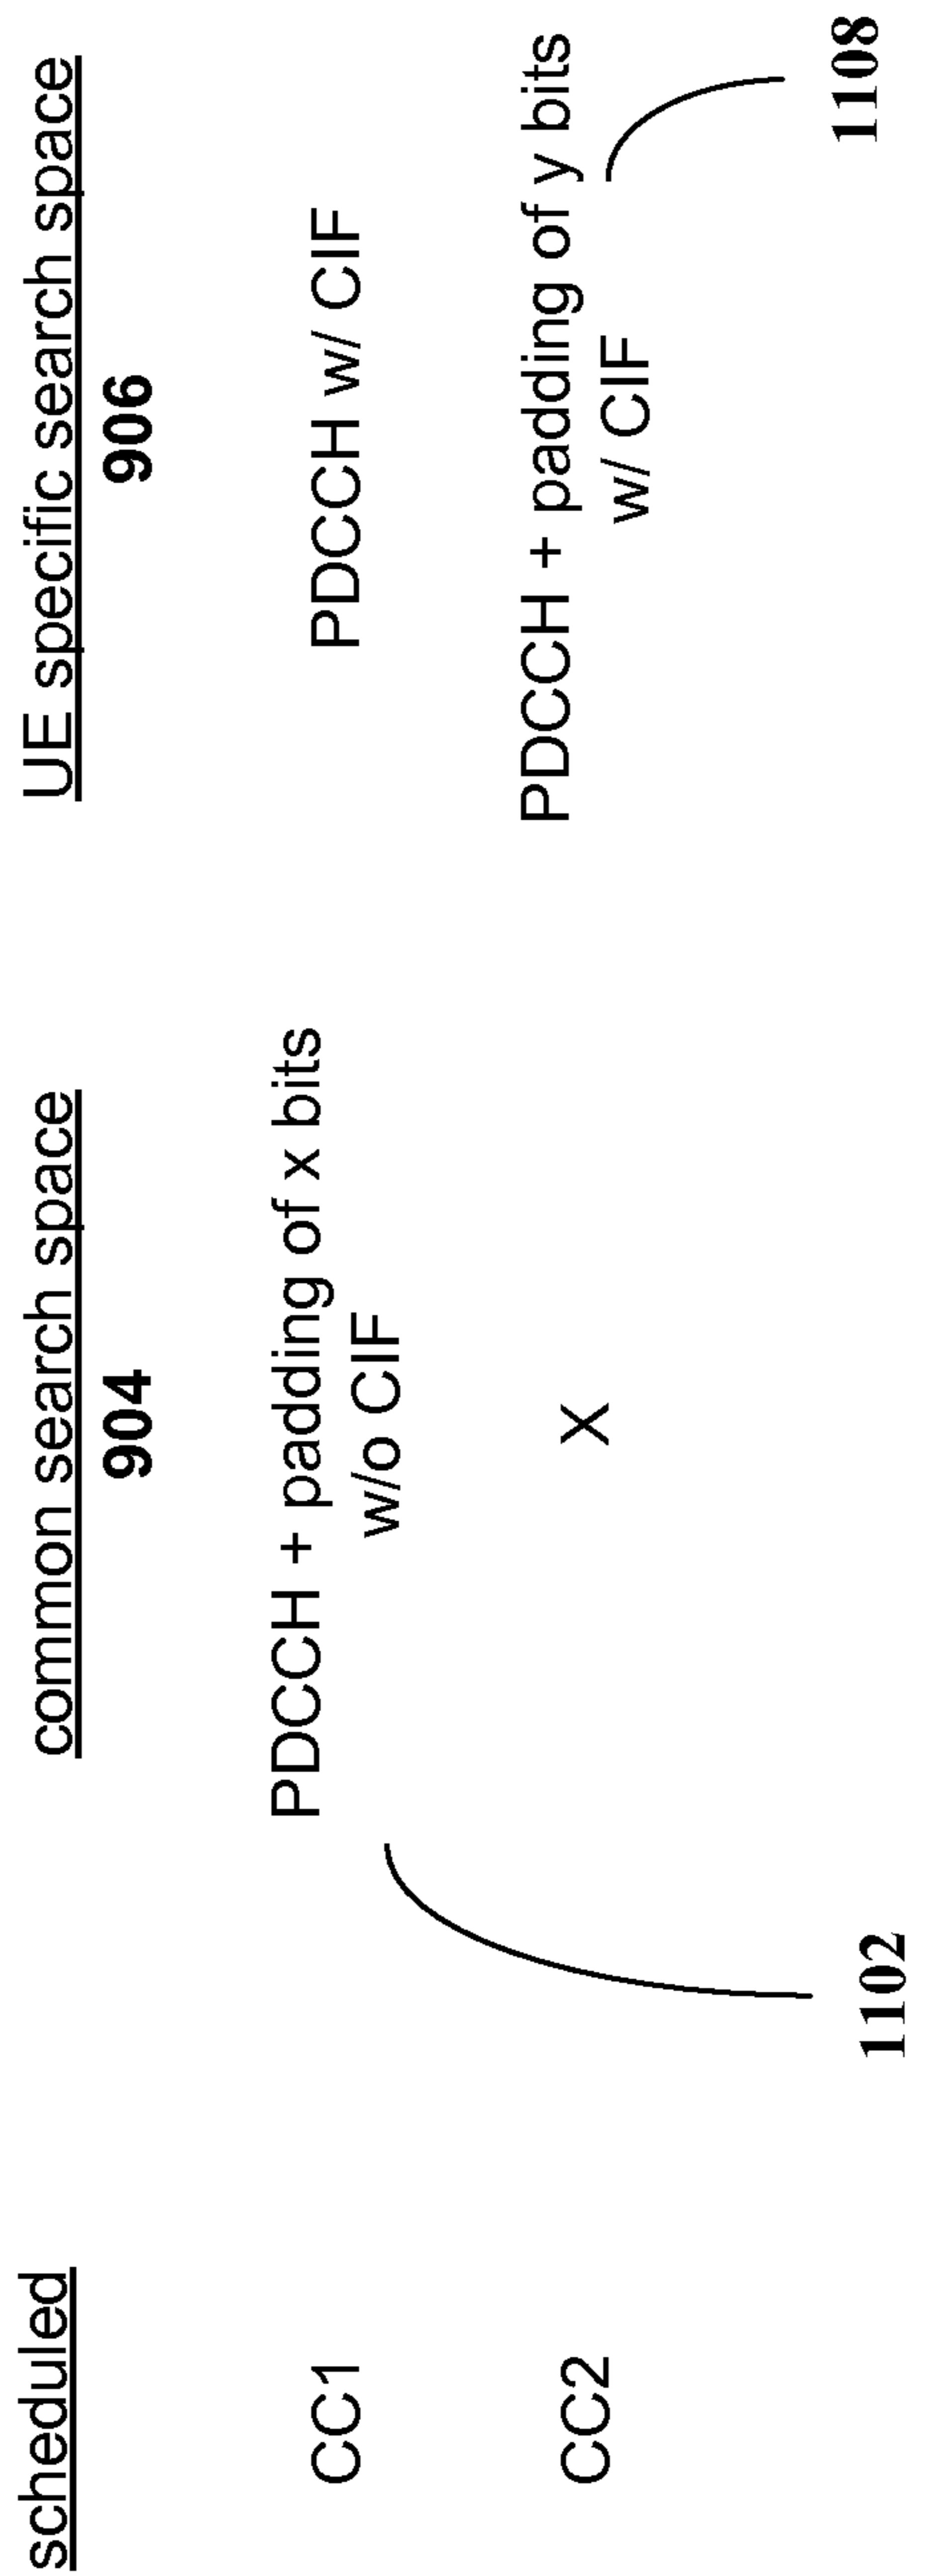 scheduled
common search space
904
UE specific search space
906
CC1
PDCCH + padding of x bits
w/o CIF
PDCCH w/ CIF
CC2
X
PDCCH + padding of y bits
w/ CIF
1102
1108